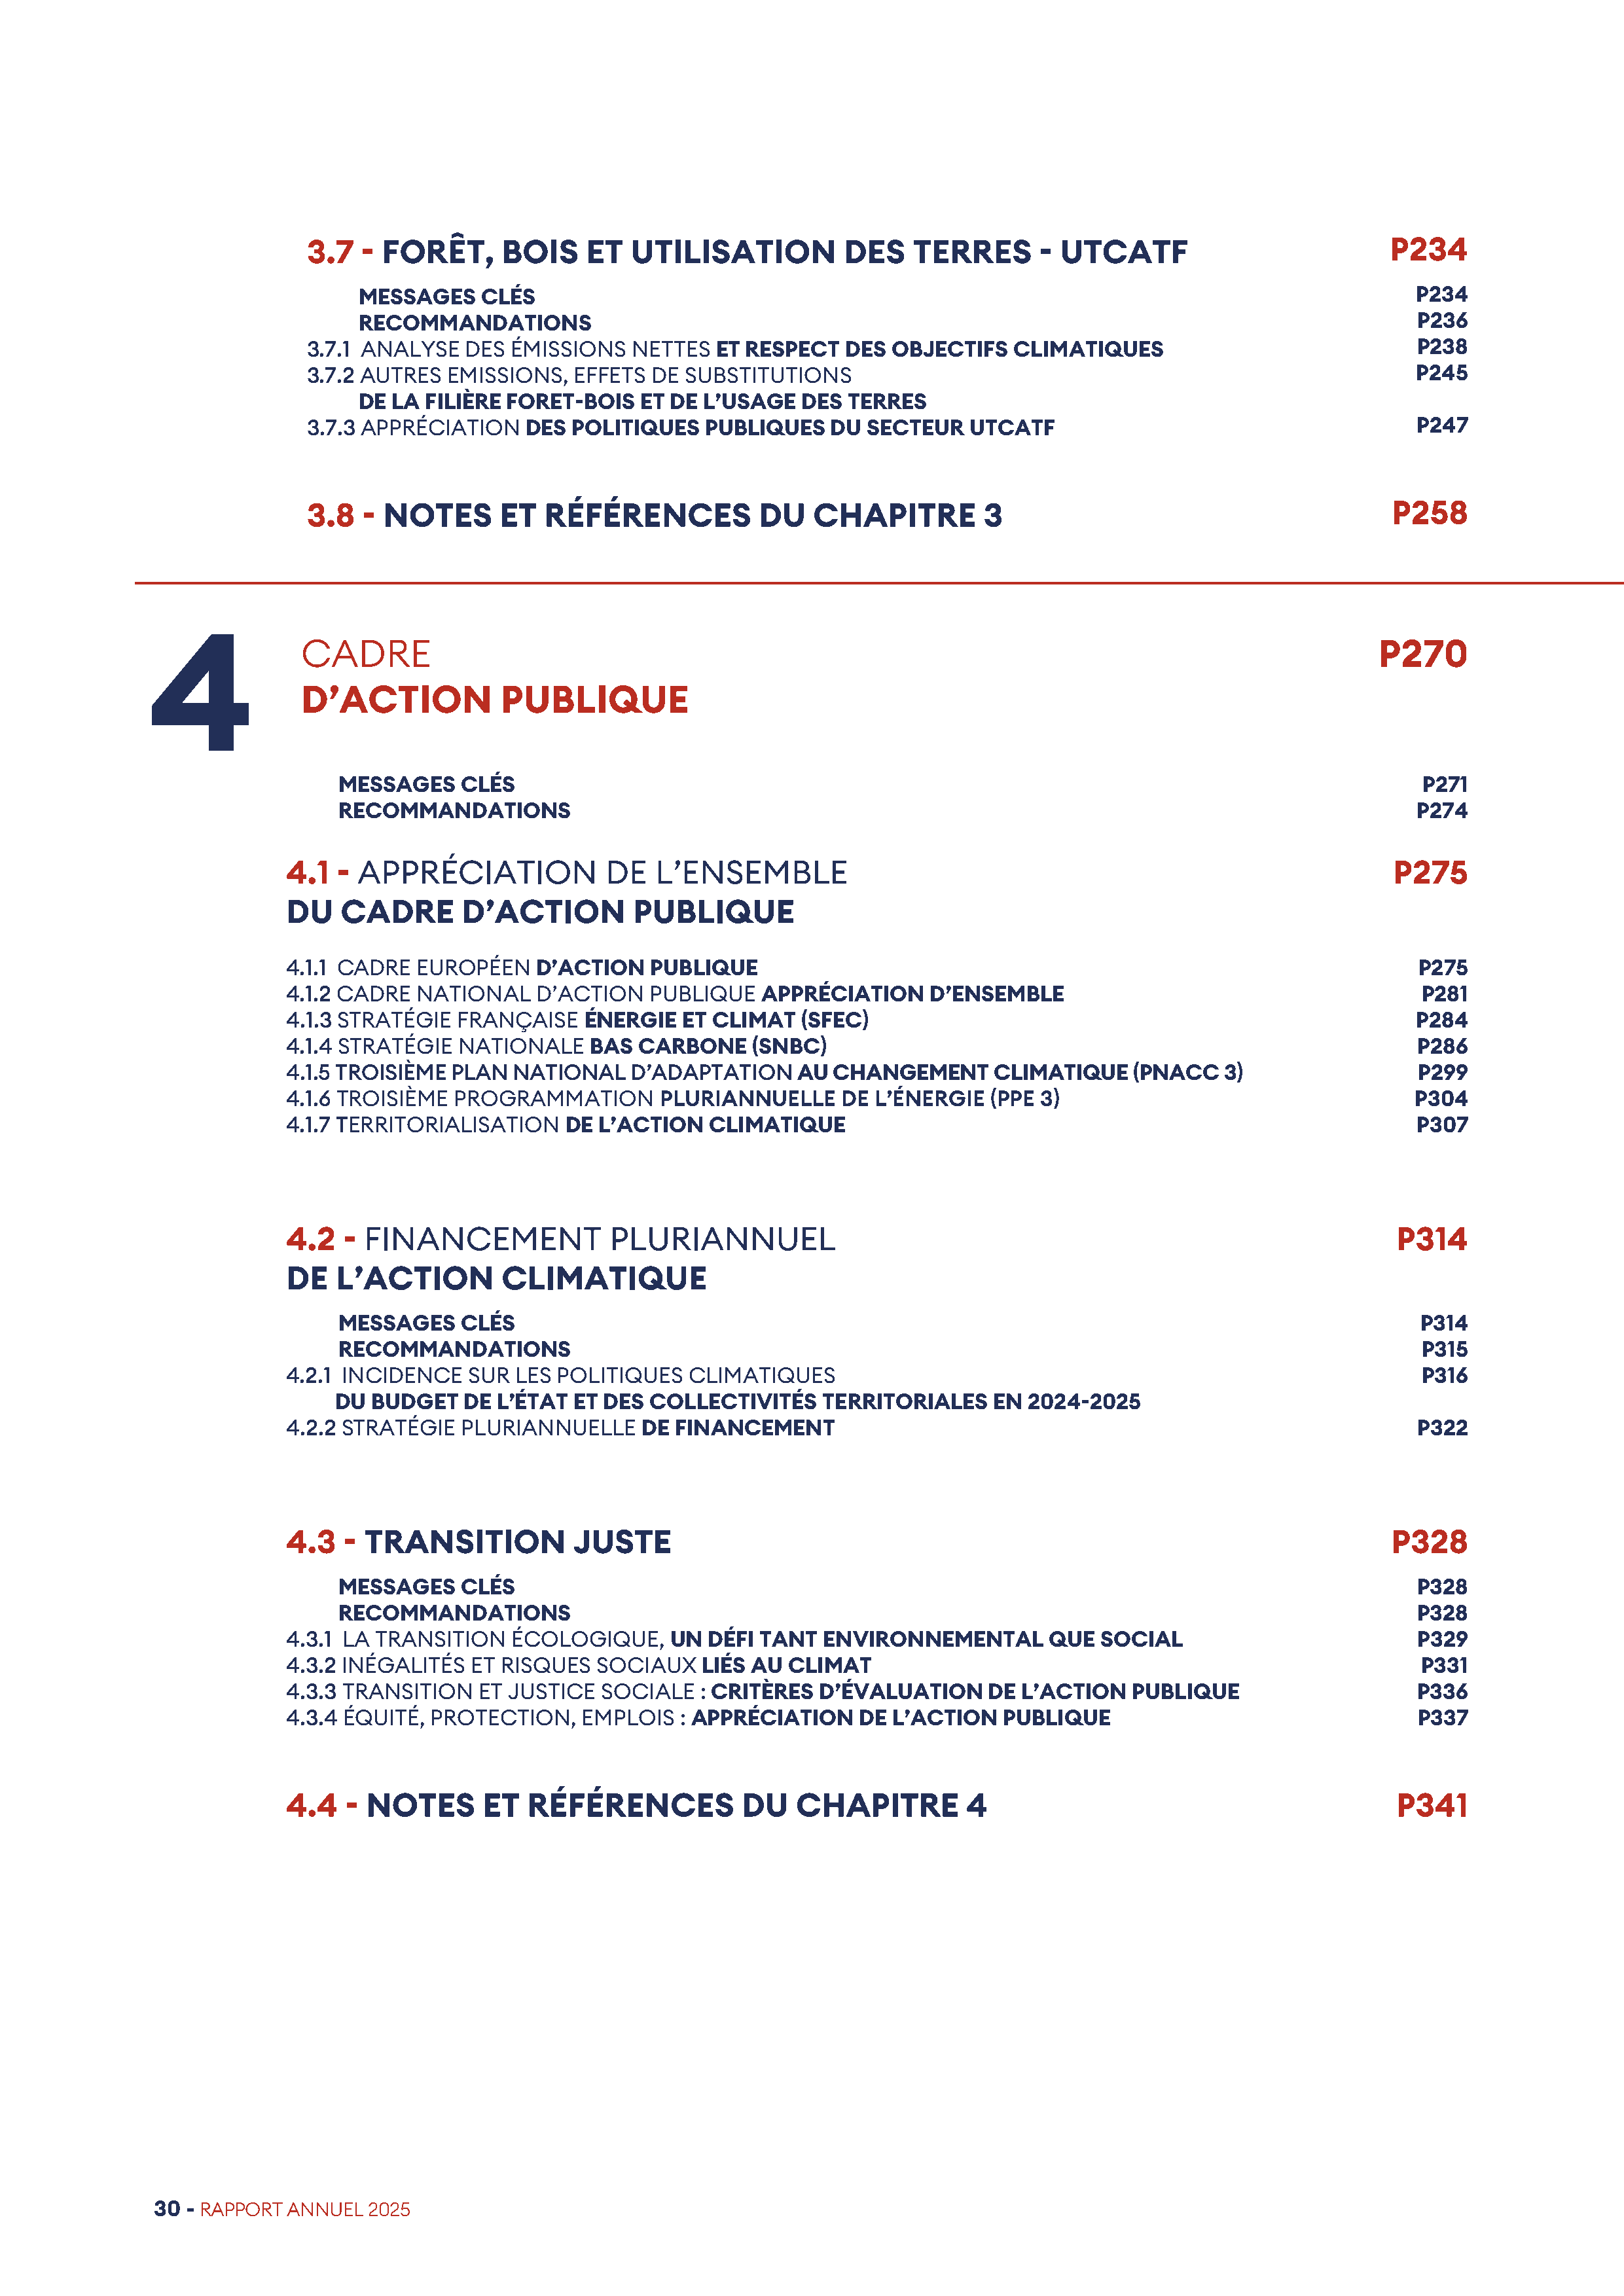 3.7 - FORÊT, BOIS ET UTILISATION DES TERRES - UTCATF P234
MESSAGES CLÉS P234
RECOMMANDATIONS P236
3.7.1 ANALYSE DES ÉMISSIONS NETTES ET RESPECT DES OBJECTIFS CLIMATIQUES P238
3.7.2 AUTRES EMISSIONS, EFFETS DE SUBSTITUTIONS P245
DE LA FILIÈRE FORET-BOIS ET DE L’USAGE DES TERRES
3.7.3 APPRÉCIATION DES POLITIQUES PUBLIQUES DU SECTEUR UTCATF P247
3.8 - NOTES ET RÉFÉRENCES DU CHAPITRE 3 P258
4 CADRE P270
D’ACTION PUBLIQUE
MESSAGES CLÉS P271
RECOMMANDATIONS P274
4.1 - APPRÉCIATION DE L’ENSEMBLE P275
DU CADRE D’ACTION PUBLIQUE
4.1.1 CADRE EUROPÉEN D’ACTION PUBLIQUE P275
4.1.2 CADRE NATIONAL D’ACTION PUBLIQUE APPRÉCIATION D’ENSEMBLE P281
4.1.3 STRATÉGIE FRANÇAISE ÉNERGIE ET CLIMAT (SFEC) P284
4.1.4 STRATÉGIE NATIONALE BAS CARBONE (SNBC) P286
4.1.5 TROISIÈME PLAN NATIONAL D’ADAPTATION AU CHANGEMENT CLIMATIQUE (PNACC 3) P299
4.1.6 TROISIÈME PROGRAMMATION PLURIANNUELLE DE L’ÉNERGIE (PPE 3) P304
4.1.7 TERRITORIALISATION DE L’ACTION CLIMATIQUE P307
4.2 - FINANCEMENT PLURIANNUEL P314
DE L’ACTION CLIMATIQUE
MESSAGES CLÉS P314
RECOMMANDATIONS P315
4.2.1 INCIDENCE SUR LES POLITIQUES CLIMATIQUES P316
DU BUDGET DE L’ÉTAT ET DES COLLECTIVITÉS TERRITORIALES EN 2024-2025
4.2.2 STRATÉGIE PLURIANNUELLE DE FINANCEMENT P322
4.3 - TRANSITION JUSTE P328
MESSAGES CLÉS P328
RECOMMANDATIONS P328
4.3.1 LA TRANSITION ÉCOLOGIQUE, UN DÉFI TANT ENVIRONNEMENTAL QUE SOCIAL P329
4.3.2 INÉGALITÉS ET RISQUES SOCIAUX LIÉS AU CLIMAT P331
4.3.3 TRANSITION ET JUSTICE SOCIALE : CRITÈRES D’ÉVALUATION DE L’ACTION PUBLIQUE P336
4.3.4 ÉQUITÉ, PROTECTION, EMPLOIS : APPRÉCIATION DE L’ACTION PUBLIQUE P337
4.4 - NOTES ET RÉFÉRENCES DU CHAPITRE 4 P341
30 - RAPPORT ANNUEL 2025